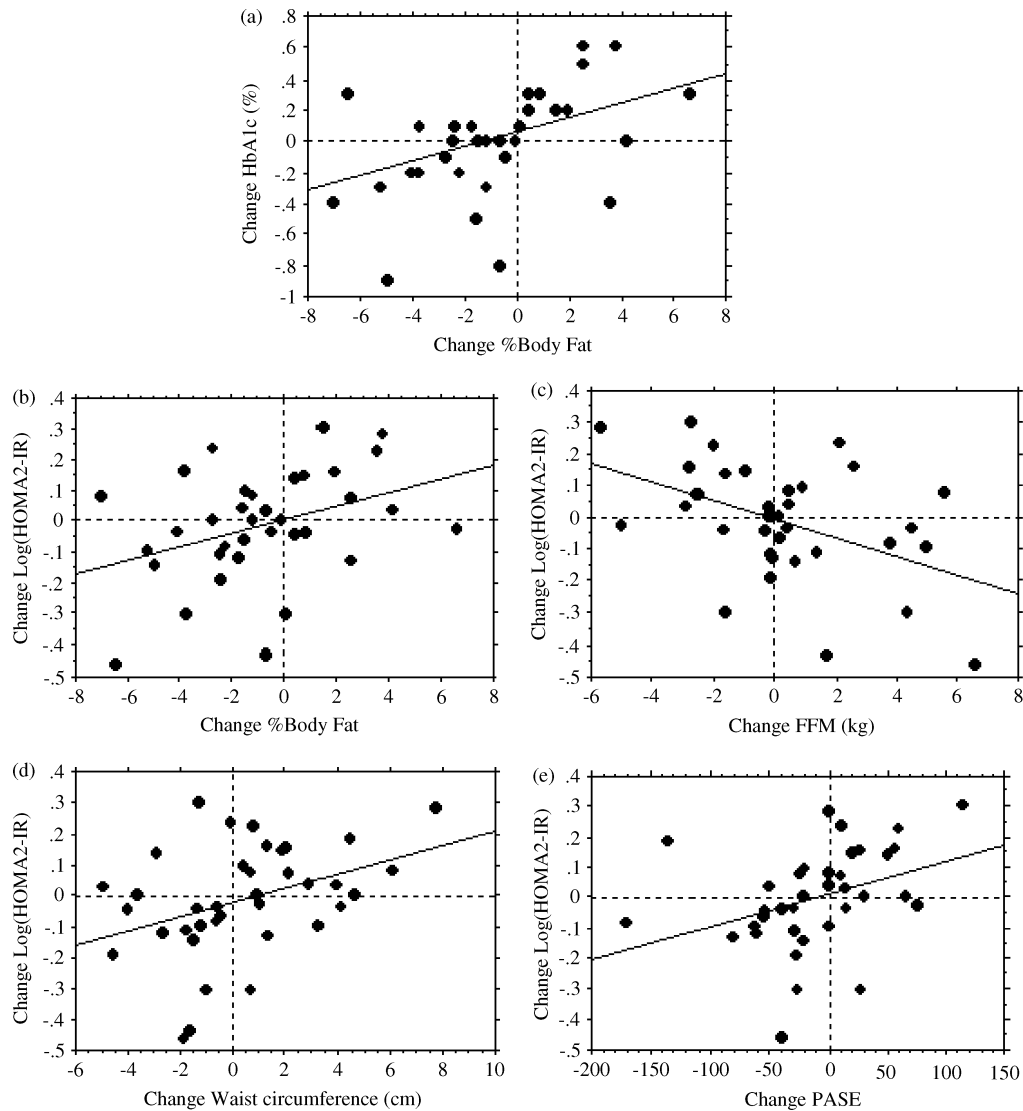 (a)
.8
.6
.4
.2
0
-.2
-.4
-.6
-.8
-1
Change HbA1c (%)
-8 -6 -4 -2 0 2 4 6 8
Change %Body Fat
(b)
.4
.3
.2
.1
0
-.1
-.2
-.3
-.4
-.5
Change Log(HOMA2-IR)
-8 -6 -4 -2 0 2 4 6 8
Change %Body Fat
(c)
.4
.3
.2
.1
0
-.1
-.2
-.3
-.4
-.5
Change Log(HOMA2-IR)
-6 -4 -2 0 2 4 6 8
Change FFM (kg)
(d)
.4
.3
.2
.1
0
-.1
-.2
-.3
-.4
-.5
Change Log(HOMA2-IR)
-6 -4 -2 0 2 4 6 8 10
Change Waist circumference (cm)
(e)
.4
.3
.2
.1
0
-.1
-.2
-.3
-.4
-.5
Change Log(HOMA2-IR)
-200 -150 -100 -50 0 50 100 150
Change PASE